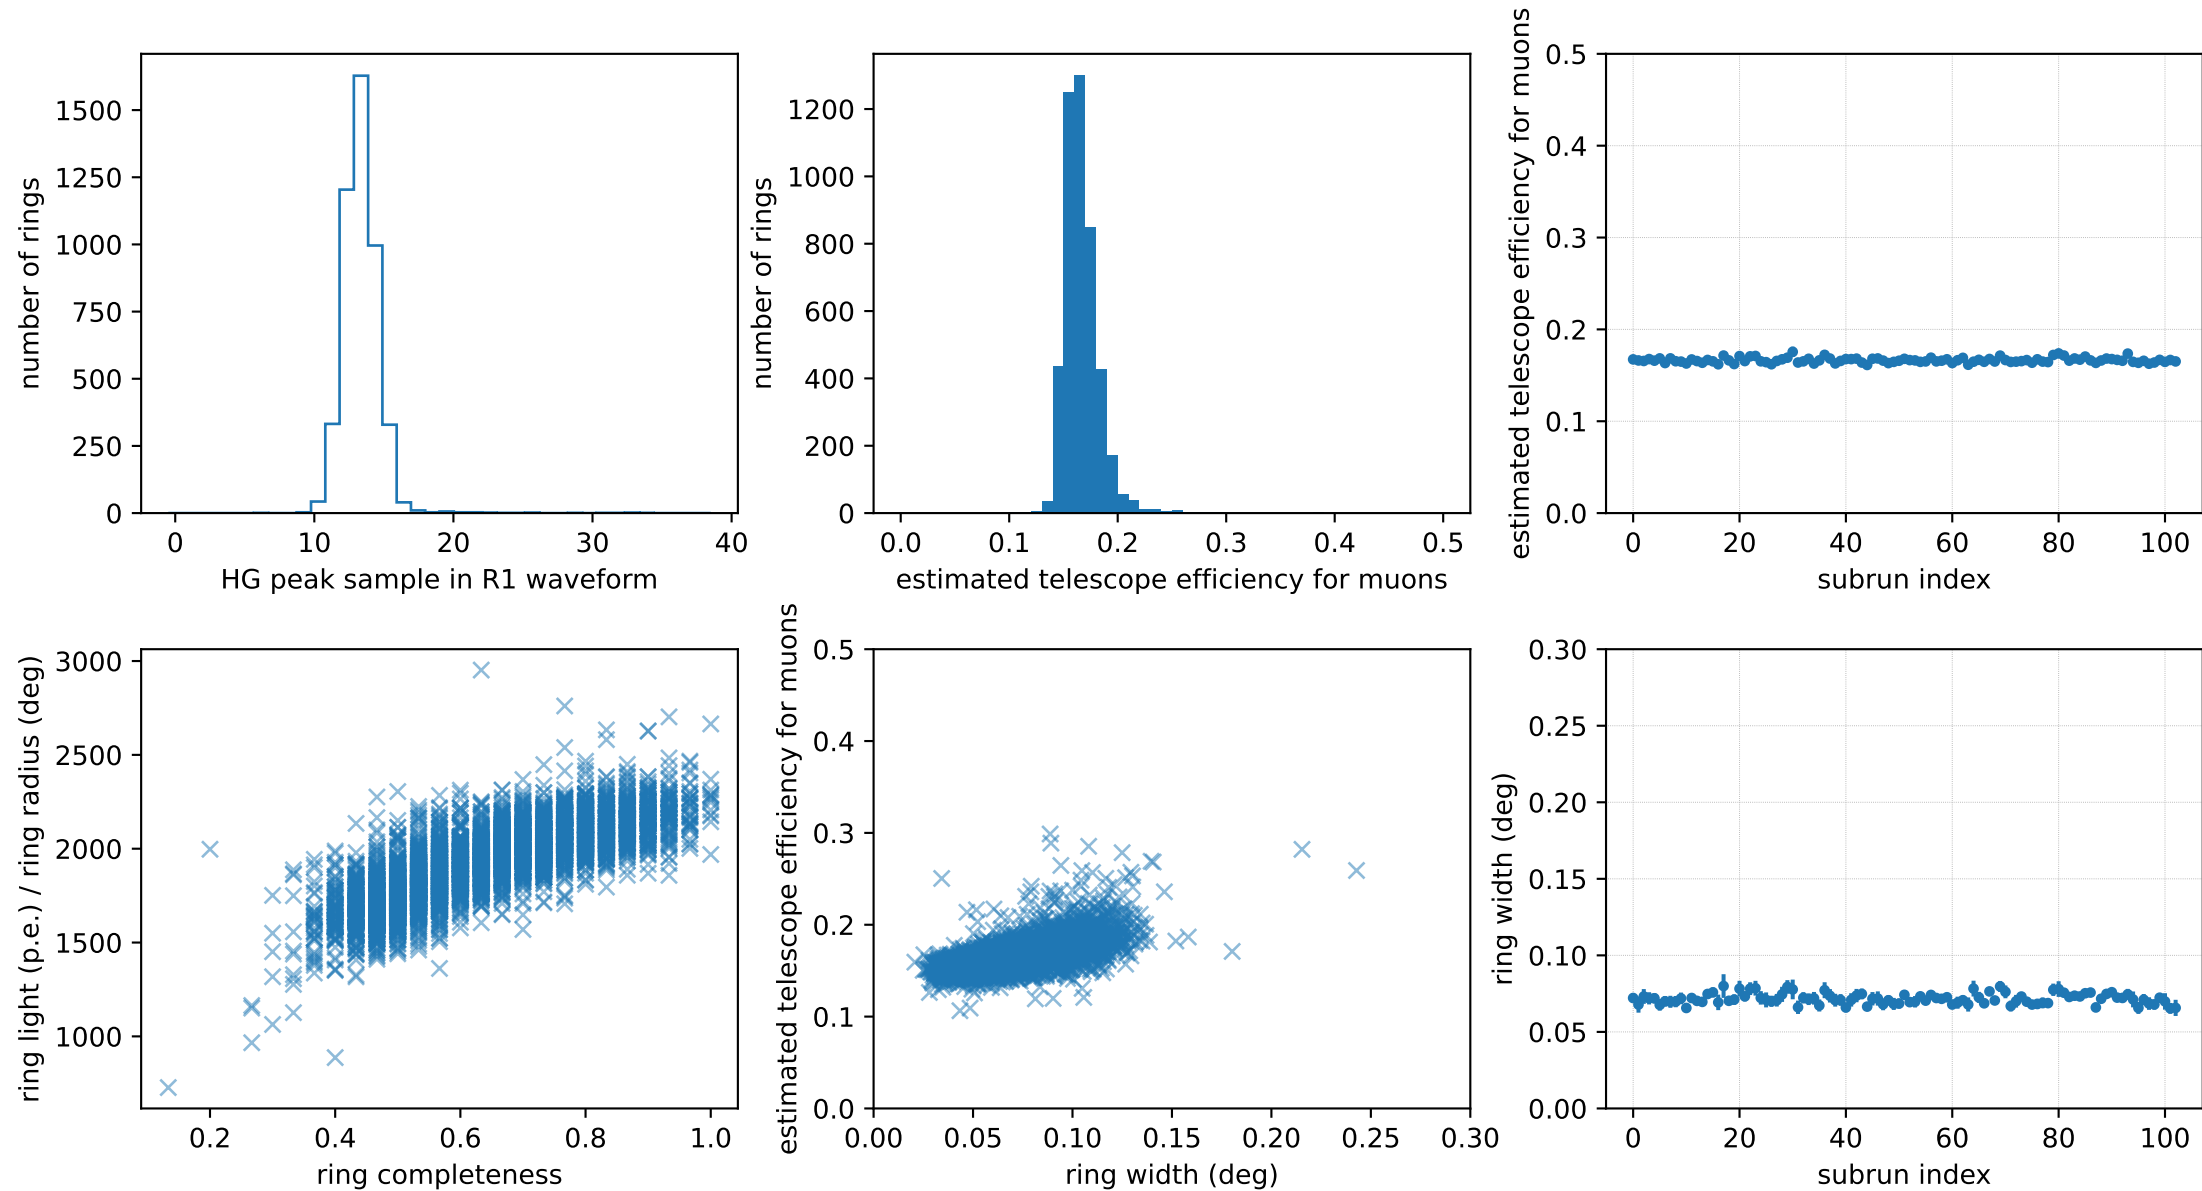 number of rings
1500
1250
1000
750
500
250
0
0 10 20 30 40
HG peak sample in R1 waveform
number of rings
1200
1000
800
600
400
200
0
0.0 0.1 0.2 0.3 0.4 0.5
estimated telescope efficiency for muons
estimated telescope efficiency for muons
0.5
0.4
0.3
0.2
0.1
0.0
0 20 40 60 80 100
subrun index
ring light (p.e.) / ring radius (deg)
3000
2500
2000
1500
1000
0.2 0.4 0.6 0.8 1.0
ring completeness
estimated telescope efficiency for muons
0.5
0.4
0.3
0.2
0.1
0.0
0.00 0.05 0.10 0.15 0.20 0.25 0.30
ring width (deg)
ring width (deg)
0.30
0.25
0.20
0.15
0.10
0.05
0.00
0 20 40 60 80 100
subrun index